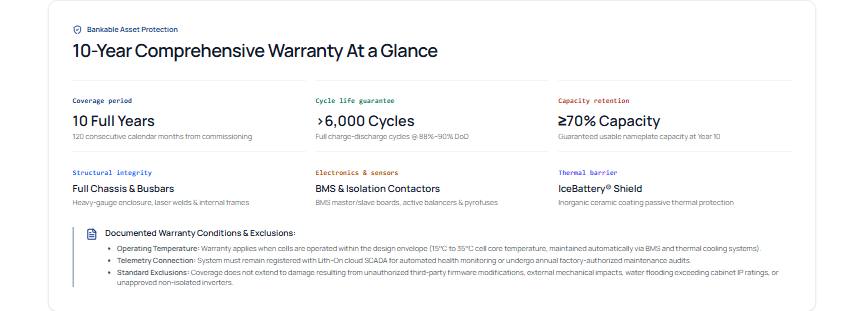 Bankable Asset Protection
10-Year Comprehensive Warranty At a Glance
Coverage period
10 Full Years
120 consecutive calendar months from commissioning
Cycle life guarantee
>6,000 Cycles
Full charge-discharge cycles @ 88%–90% DoD
Capacity retention
≥70% Capacity
Guaranteed usable nameplate capacity at Year 10
Structural integrity
Full Chassis & Busbars
Heavy-gauge enclosure, laser welds & internal frames
Electronics & sensors
BMS & Isolation Contactors
BMS master/slave boards, active balancers & pyrofuses
Thermal barrier
IceBattery® Shield
Inorganic ceramic coating passive thermal protection
Documented Warranty Conditions & Exclusions:
• Operating Temperature: Warranty applies when cells are operated within the design envelope (15°C to 35°C cell core temperature, maintained automatically via BMS and thermal cooling systems).
• Telemetry Connection: System must remain registered with Lith-On cloud SCADA for automated health monitoring or undergo annual factory-authorized maintenance audits.
• Standard Exclusions: Coverage does not extend to damage resulting from unauthorized third-party firmware modifications, external mechanical impacts, water flooding exceeding cabinet IP ratings, or
unapproved non-isolated inverters.